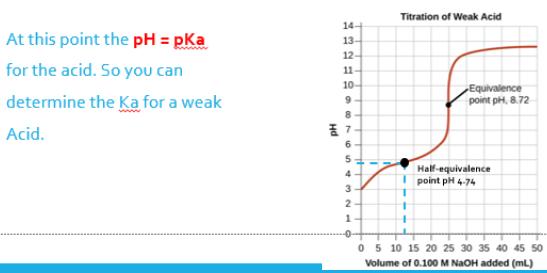 At this point the pH = pKa
for the acid. So you can
determine the Ka for a weak
Acid.
Titration of Weak Acid
14
13
12
11
10
9
8
7
6
5
4
3
2
1
0
pH
Equivalence
point pH, 8.72
Half-equivalence
point pH 4.74
0 5 10 15 20 25 30 35 40 45 50
Volume of 0.100 M NaOH added (mL)